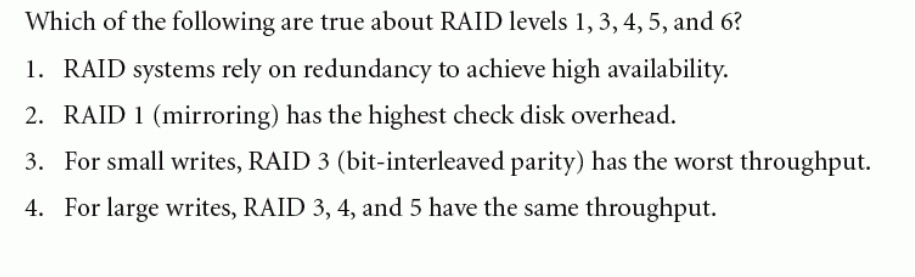 Which of the following are true about RAID levels 1, 3, 4, 5, and 6?
1. RAID systems rely on redundancy to achieve high availability.
2. RAID 1 (mirroring) has the highest check disk overhead.
3. For small writes, RAID 3 (bit-interleaved parity) has the worst throughput.
4. For large writes, RAID 3, 4, and 5 have the same throughput.